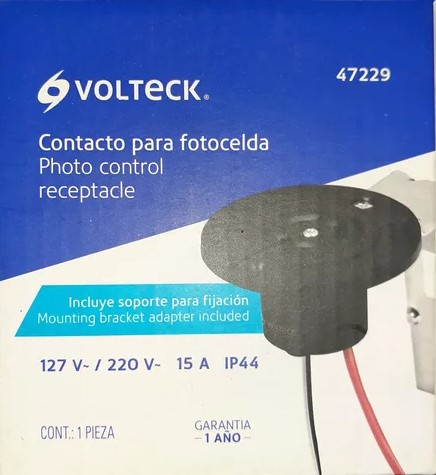 VOLTECK®
47229
Contacto para fotocelda
Photo control
receptacle
Incluye soporte para fijación
Mounting bracket adapter included
127 V~ / 220 V~ 15 A IP44
CONT.: 1 PIEZA
GARANTIA
1 AÑO